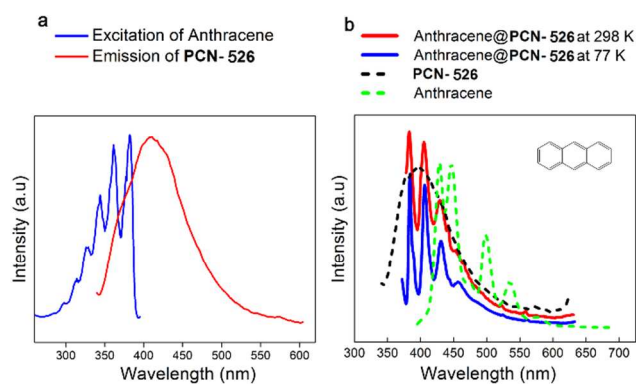 a
Excitation of Anthracene
Emission of PCN- 526
Intensity (a.u)
300 350 400 450 500 550 600
Wavelength (nm)
b
Anthracene@PCN- 526 at 298 K
Anthracene@PCN- 526 at 77 K
PCN- 526
Anthracene
Intensity (a.u)
300 350 400 450 500 550 600 650 700
Wavelength (nm)